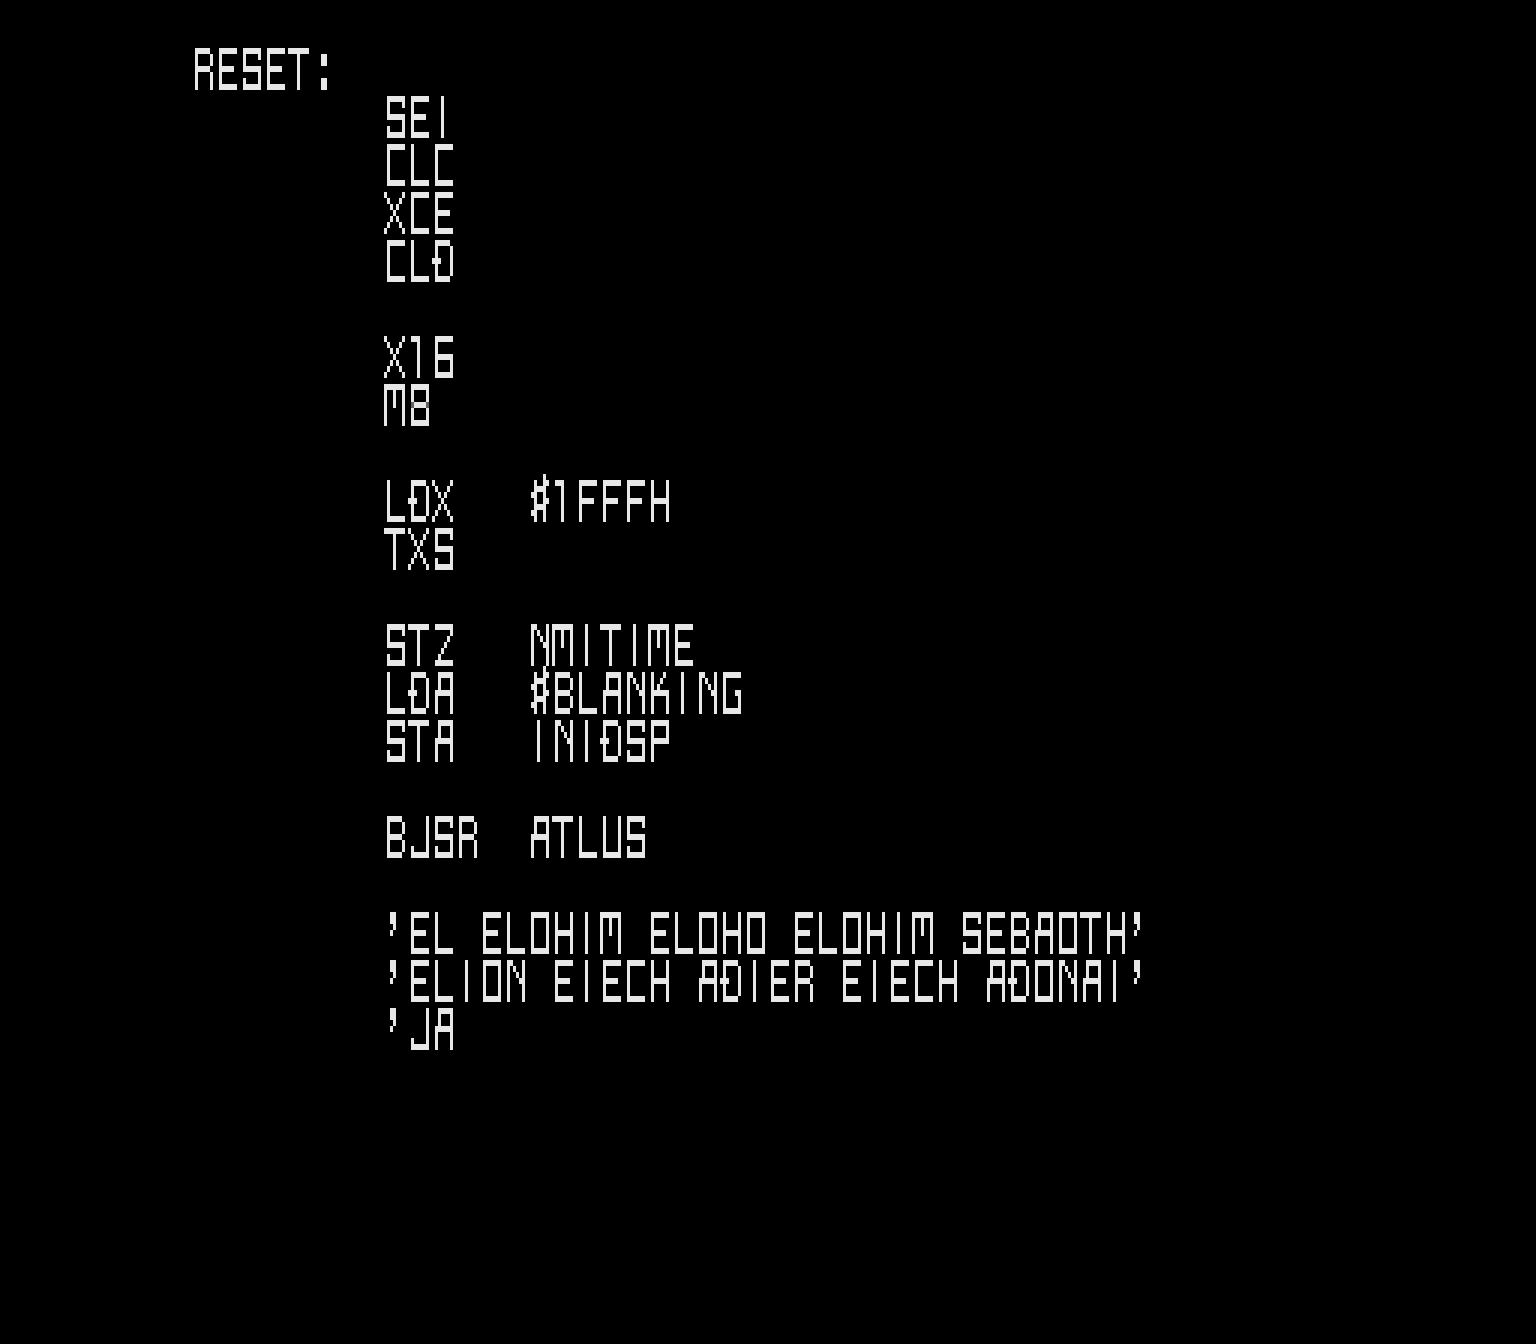 RESET:
SEI
CLC
XCE
CLD
X16
M8
LDX #1FFFH
TXS
STZ NMITIME
LDA #BLANKING
STA INIDSP
BJSR ATLUS
'EL ELOHIM ELOHO ELOHIM SEBAOTH'
'ELION EIECH ADIER EIECH ADONAI'
'JA